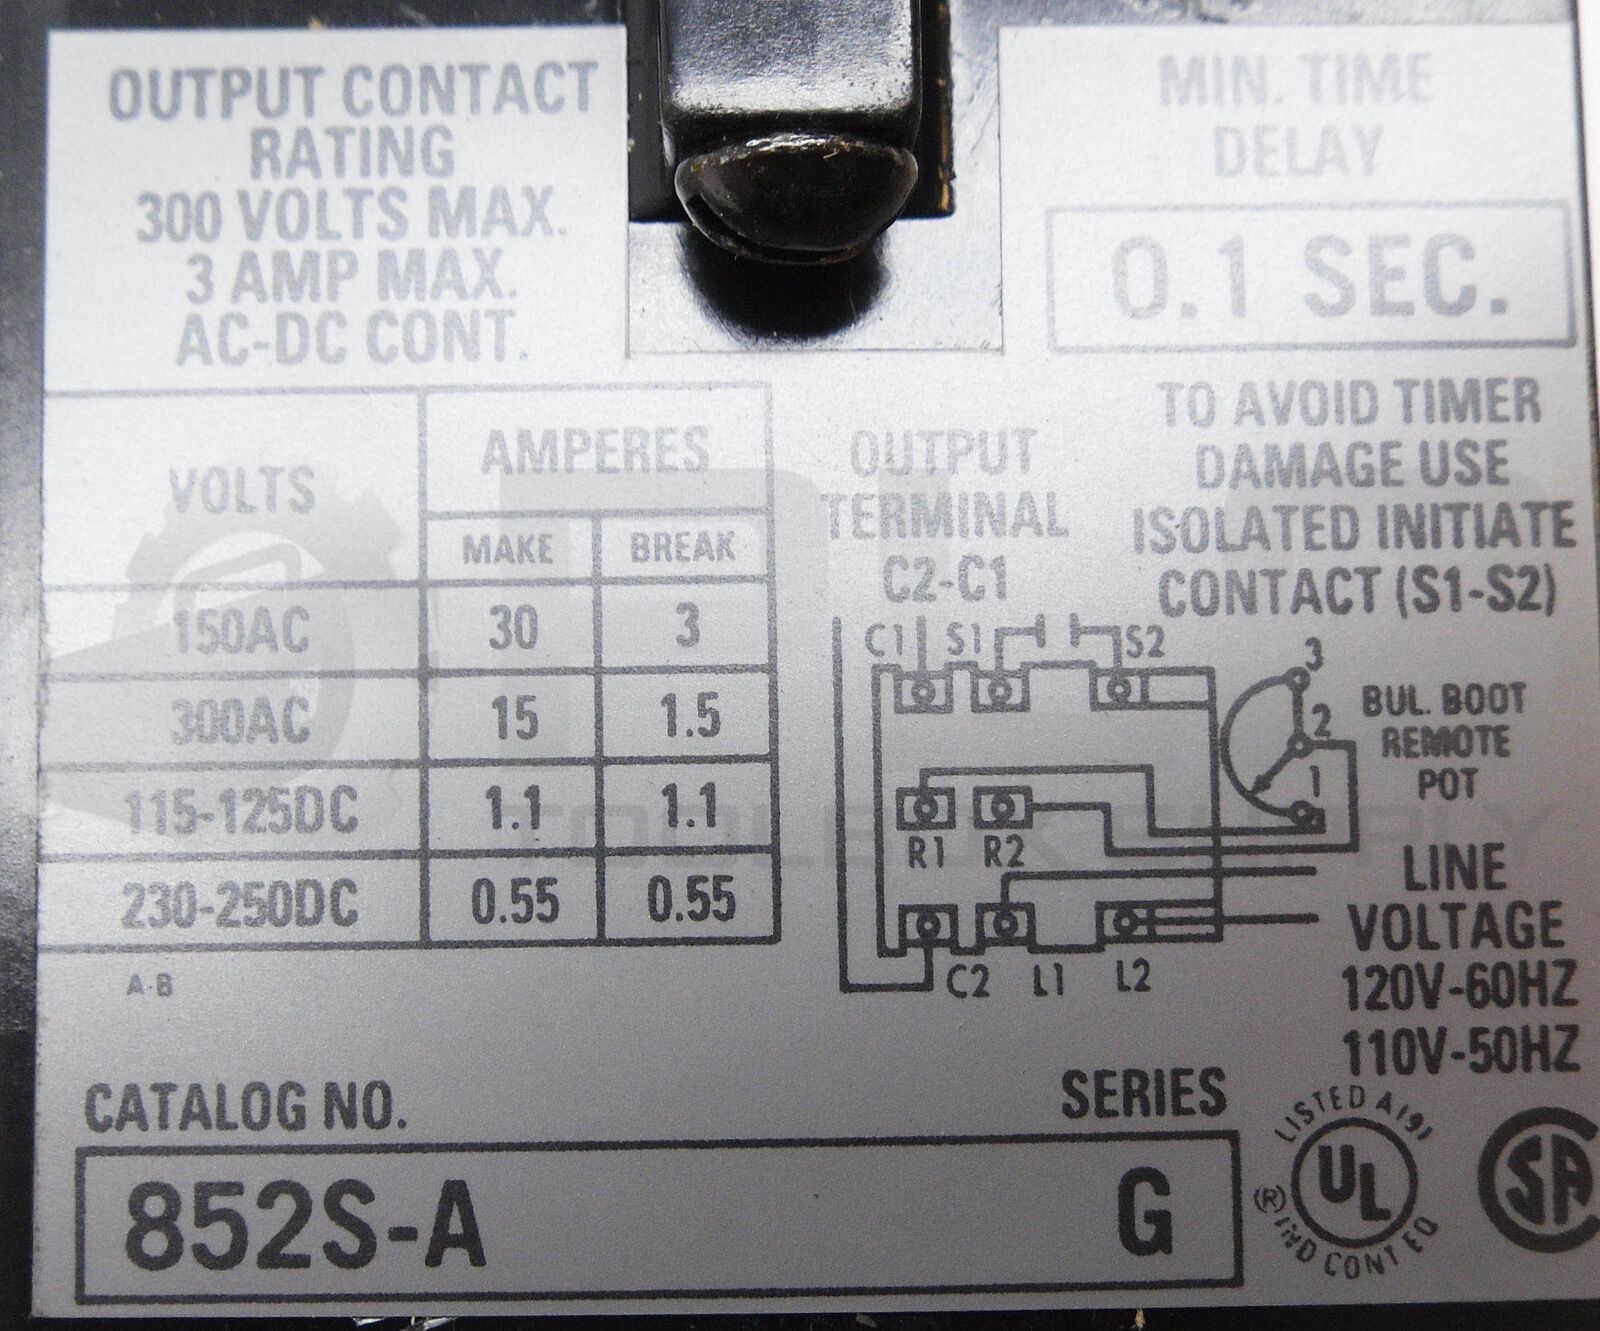 OUTPUT CONTACT
RATING
300 VOLTS MAX.
3 AMP MAX.
AC-DC CONT.
MIN. TIME
DELAY
0.1 SEC.
VOLTS
AMPERES
MAKE
BREAK
150AC 30 3
300AC 15 1.5
115-125DC 1.1 1.1
230-250DC 0.55 0.55
A-B
OUTPUT
TERMINAL
C2-C1
TO AVOID TIMER
DAMAGE USE
ISOLATED INITIATE
CONTACT (S1-S2)
C1 S1 S2
3
2
1
BUL. BOOT
REMOTE
POT
R1 R2
C2 L1 L2
LINE
VOLTAGE
120V-60HZ
110V-50HZ
CATALOG NO.
SERIES
852S-A
G
LISTED A191
UL
®
IND CONT EQ
SA